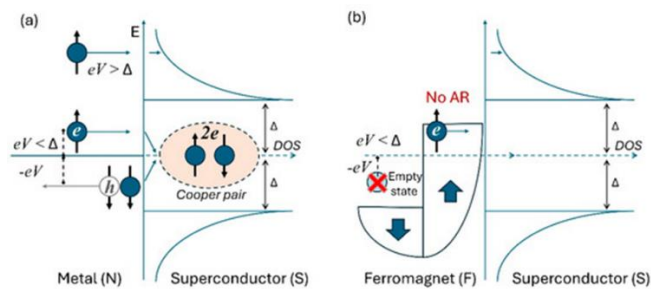 (a)
E
eV > Δ
e
eV < Δ
-eV
h
2e
Cooper pair
Δ
DOS
Δ
Metal (N)
Superconductor (S)
(b)
No AR
e
eV < Δ
-eV
Empty
state
Δ
DOS
Δ
Ferromagnet (F)
Superconductor (S)